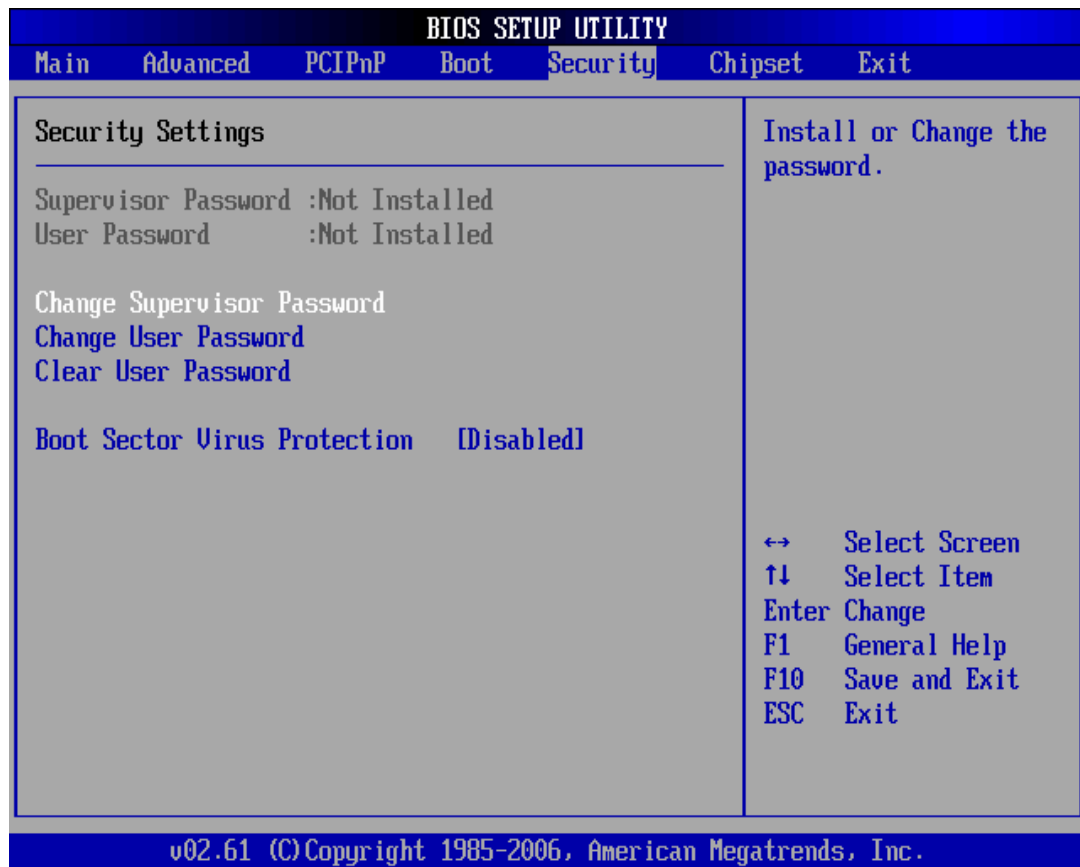 BIOS SETUP UTILITY
Main Advanced PCIPnP Boot Security Chipset Exit
Security Settings
Supervisor Password :Not Installed
User Password :Not Installed
Change Supervisor Password
Change User Password
Clear User Password
Boot Sector Virus Protection [Disabled]
Install or Change the
password.
←→ Select Screen
↑↓ Select Item
Enter Change
F1 General Help
F10 Save and Exit
ESC Exit
v02.61 (C)Copyright 1985-2006, American Megatrends, Inc.